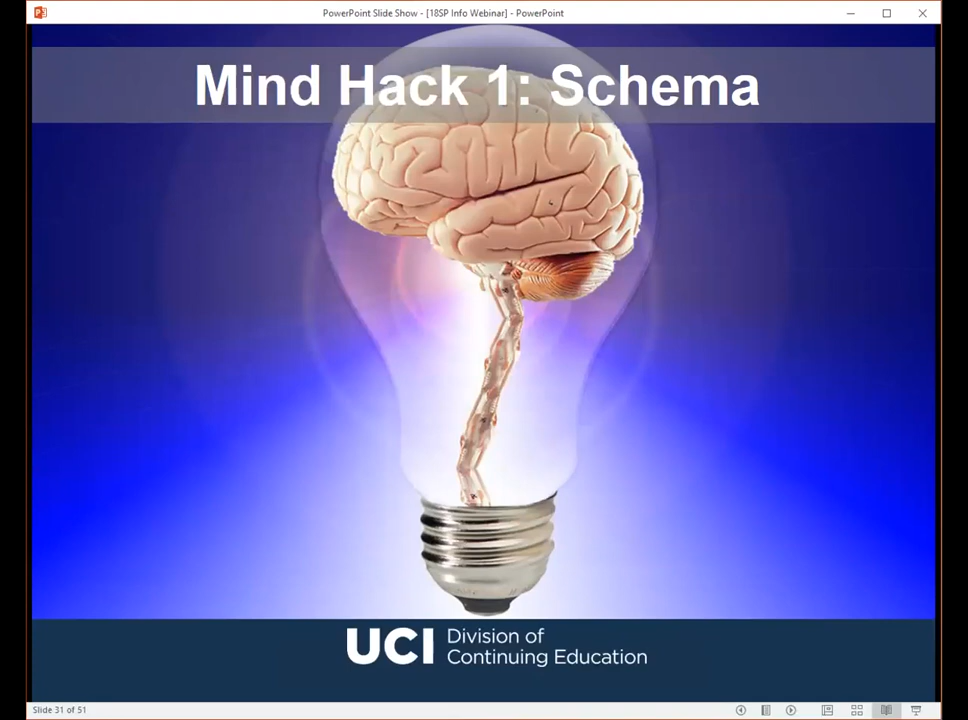 PowerPoint Slide Show - [18SP Info Webinar] - PowerPoint
Mind Hack 1: Schema
UCI Division of
Continuing Education
Slide 31 of 51